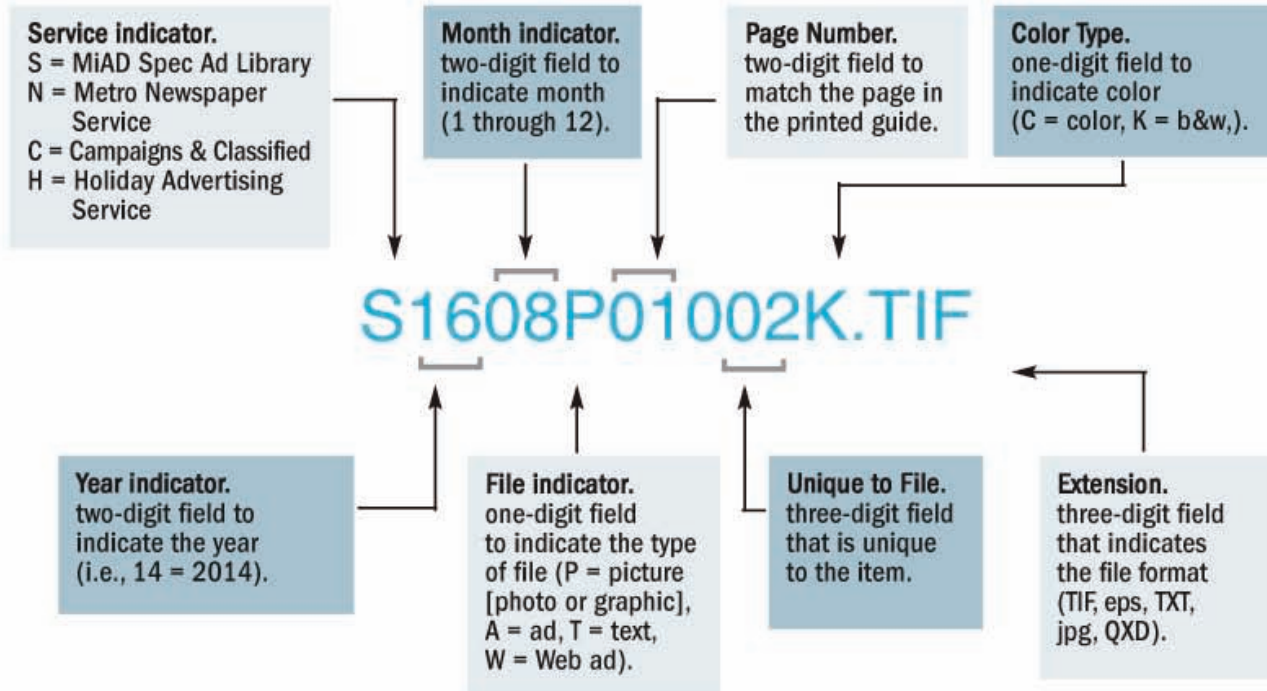 Service indicator.
S = MiAD Spec Ad Library
N = Metro Newspaper
Service
C = Campaigns & Classified
H = Holiday Advertising
Service
Month indicator.
two-digit field to
indicate month
(1 through 12).
Page Number.
two-digit field to
match the page in
the printed guide.
Color Type.
one-digit field to
indicate color
(C = color, K = b&w,).
S1608P01002K.TIF
Year indicator.
two-digit field to
indicate the year
(i.e., 14 = 2014).
File indicator.
one-digit field
to indicate the type
of file (P = picture
[photo or graphic],
A = ad, T = text,
W = Web ad).
Unique to File.
three-digit field
that is unique
to the item.
Extension.
three-digit field
that indicates
the file format
(TIF, eps, TXT,
jpg, QXD).